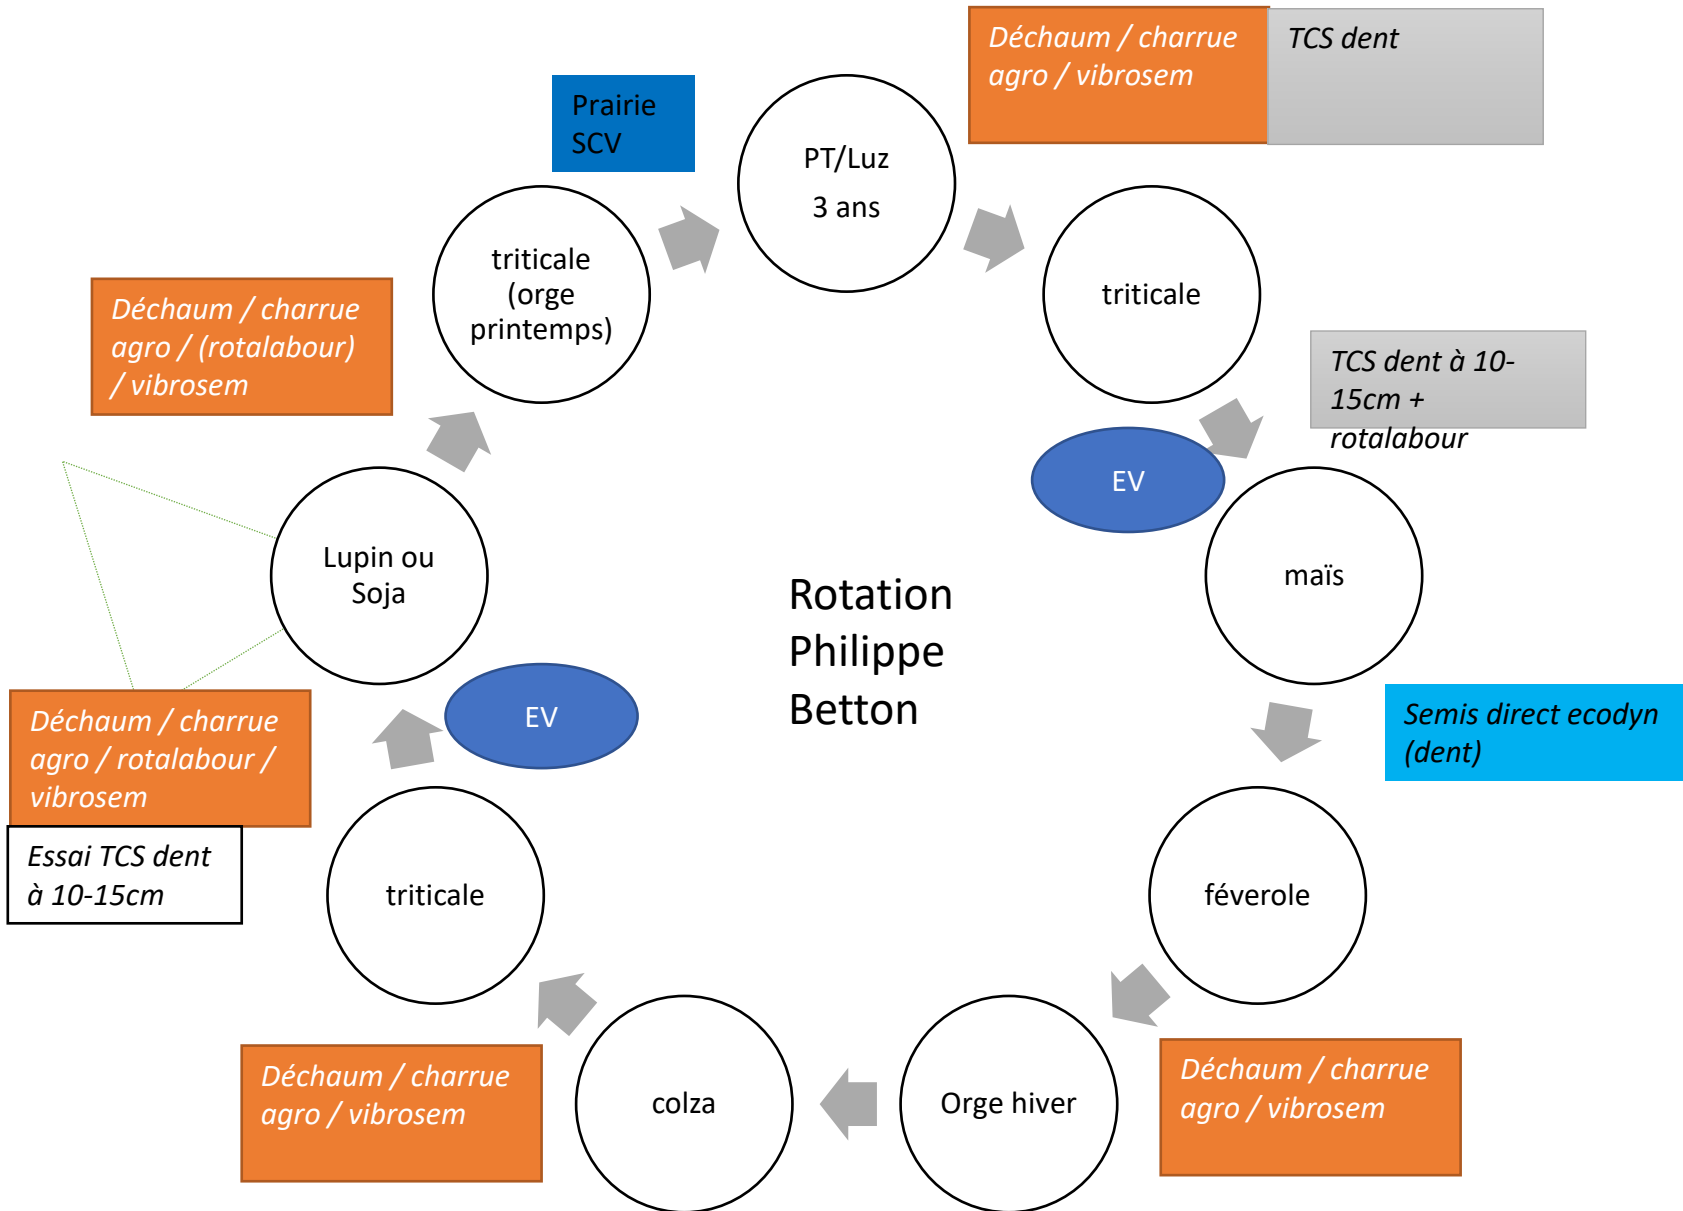 Déchaum / charrue
agro / vibrosem
TCS dent
Prairie
SCV
PT/Luz
3 ans
triticale
(orge
printemps)
triticale
Déchaum / charrue
agro / (rotalabour)
/ vibrosem
TCS dent à 10-
15cm +
rotalabour
EV
Lupin ou
Soja
maïs
Rotation
Philippe
Betton
EV
Déchaum / charrue
agro / rotalabour /
vibrosem
Semis direct ecodyn
(dent)
Essai TCS dent
à 10-15cm
triticale
féverole
Déchaum / charrue
agro / vibrosem
colza
Orge hiver
Déchaum / charrue
agro / vibrosem